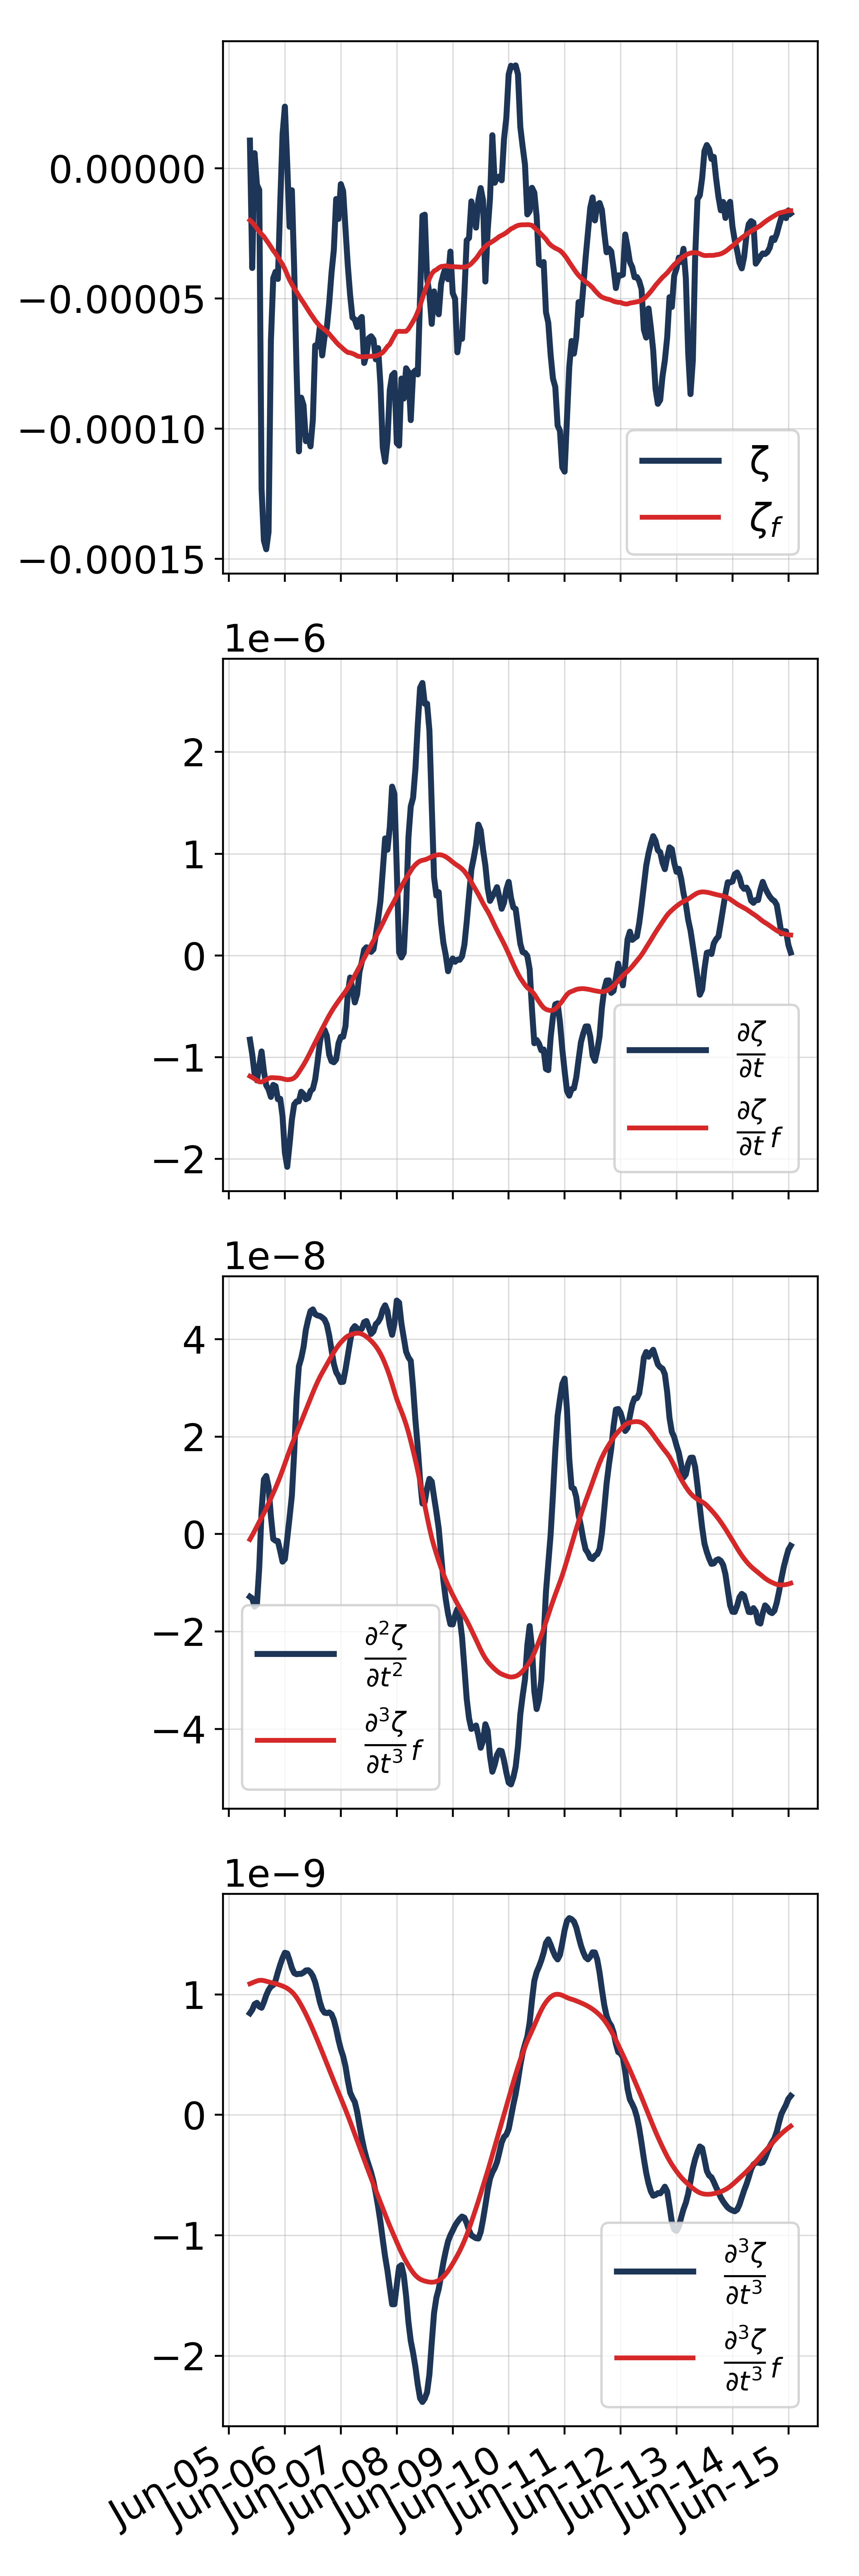 0.00000
−0.00005
−0.00010
−0.00015
ζ
ζ_f
1e−6
2
1
0
−1
−2
∂ζ/∂t
∂ζ/∂t f
1e−8
4
2
0
−2
−4
∂²ζ/∂t²
∂³ζ/∂t³ f
1e−9
1
0
−1
−2
∂³ζ/∂t³
∂³ζ/∂t³ f
Jun-05
Jun-06
Jun-07
Jun-08
Jun-09
Jun-10
Jun-11
Jun-12
Jun-13
Jun-14
Jun-15